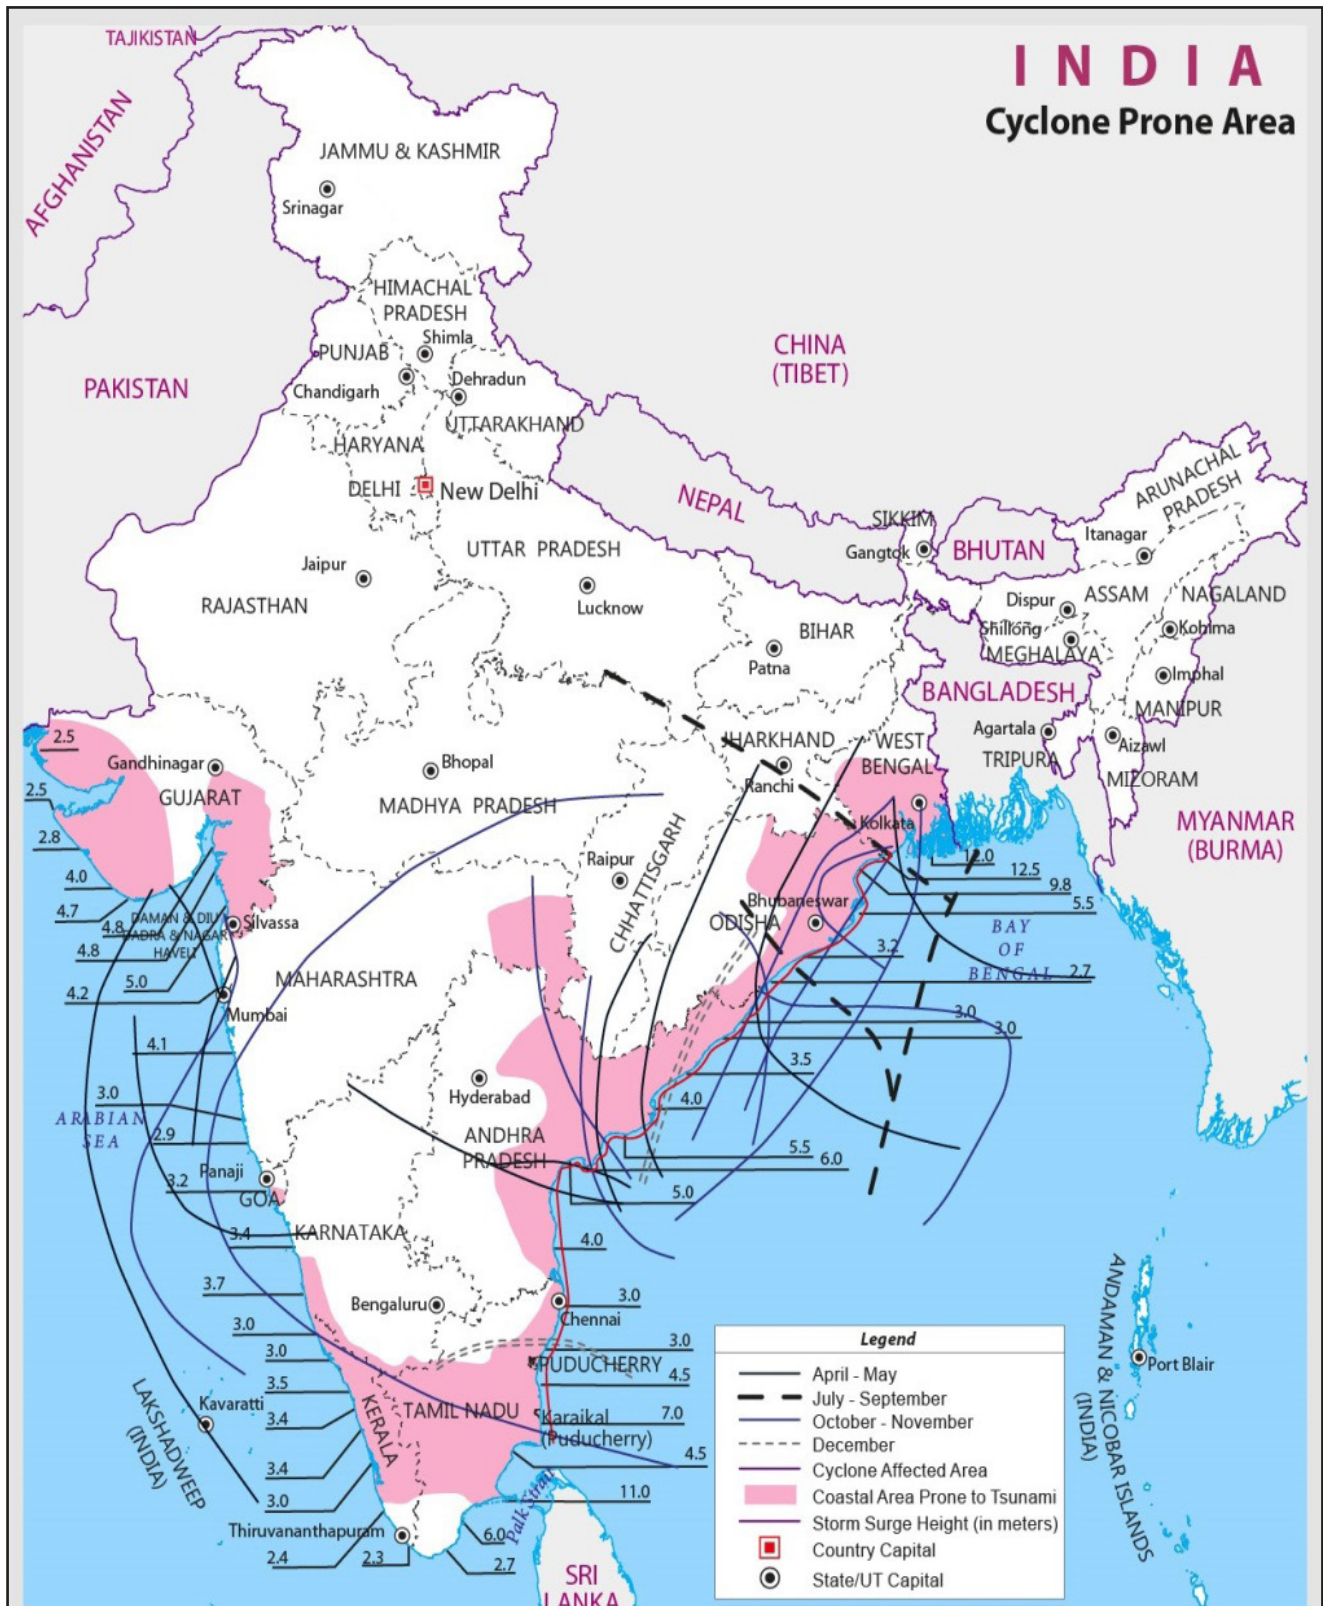 INDIA
Cyclone Prone Area
TAJIKISTAN
AFGHANISTAN
JAMMU & KASHMIR
Srinagar
HIMACHAL
PRADESH
Shimla
PUNJAB
Chandigarh
Dehradun
UTTARAKHAND
CHINA
(TIBET)
PAKISTAN
HARYANA
DELHI
New Delhi
NEPAL
ARUNACHAL
PRADESH
SIKKIM
Gangtok
BHUTAN
Itanagar
UTTAR PRADESH
Jaipur
Lucknow
RAJASTHAN
Dispur
ASSAM
NAGALAND
Shillong
Kohima
MEGHALAYA
BIHAR
Patna
Imphal
BANGLADESH
MANIPUR
Agartala
Aizawl
TRIPURA
MIZORAM
JHARKHAND
Ranchi
WEST
BENGAL
Kolkata
2.5
Gandhinagar
GUJARAT
Bhopal
MADHYA PRADESH
MYANMAR
(BURMA)
2.5
2.8
4.0
4.7
4.8
4.8
5.0
4.2
DAMAN & DIU
DADRA & NAGAR
HAVELI
Silvassa
Raipur
CHHATTISGARH
Bhubaneswar
ODISHA
12.0
12.5
9.8
5.5
3.2
2.7
BAY
OF
BENGAL
MAHARASHTRA
Mumbai
3.0
3.0
3.5
4.0
4.1
3.0
ARABIAN
SEA
2.9
Hyderabad
ANDHRA
PRADESH
5.5
6.0
5.0
Panaji
3.2
GOA
3.4
KARNATAKA
4.0
3.7
Bengaluru
3.0
Chennai
3.0
3.0
3.0
PUDUCHERRY
4.5
3.5
Kavaratti
3.4
LAKSHADWEEP
(INDIA)
KERALA
TAMIL NADU
7.0
Karaikal
(Puducherry)
4.5
3.4
3.0
11.0
Palk Strait
Thiruvananthapuram
6.0
2.4
2.3
2.7
SRI
LANKA
ANDAMAN & NICOBAR ISLANDS
(INDIA)
Port Blair
Legend
April - May
July - September
October - November
December
Cyclone Affected Area
Coastal Area Prone to Tsunami
Storm Surge Height (in meters)
Country Capital
State/UT Capital